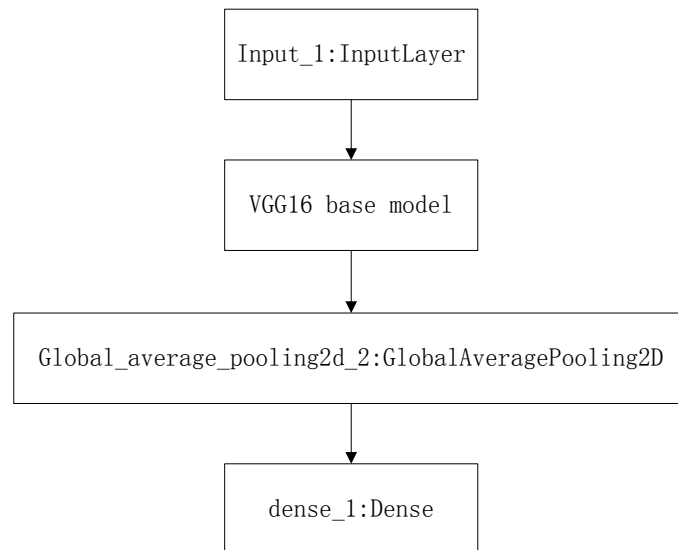 Input_1:InputLayer
VGG16 base model
Global_average_pooling2d_2:GlobalAveragePooling2D
dense_1:Dense